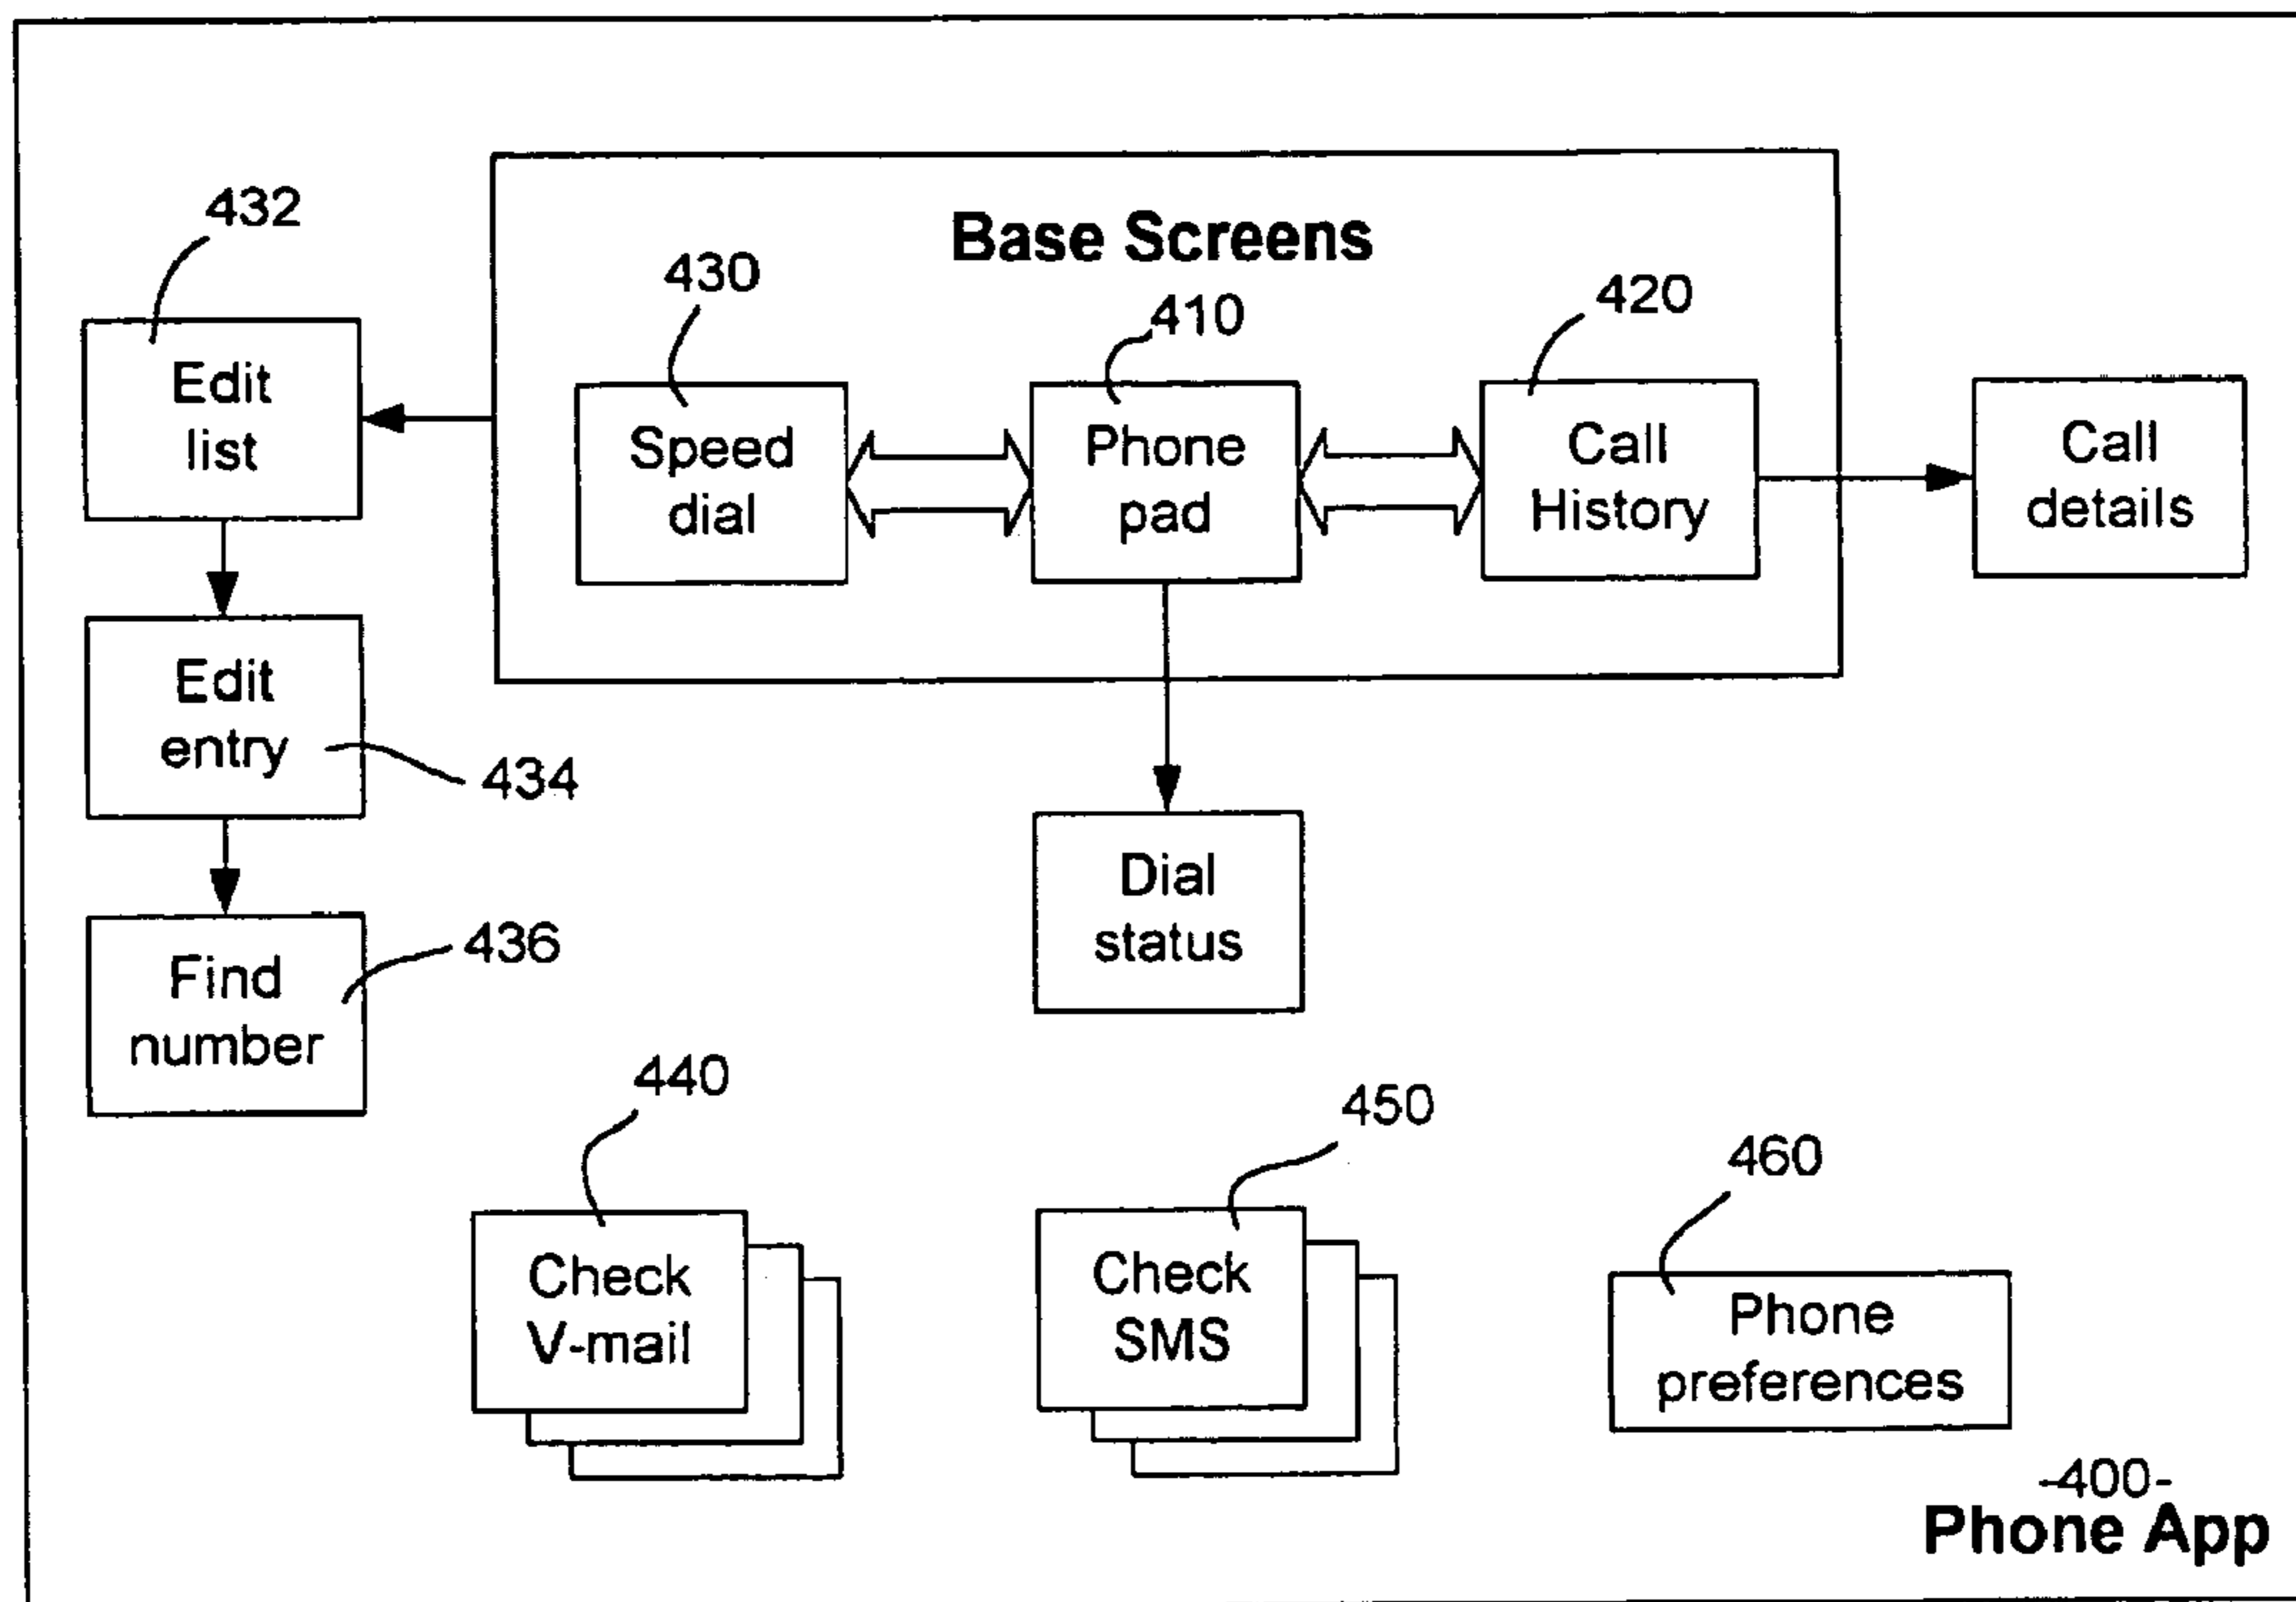 432
Base Screens
430
410
420
Edit
list
Speed
dial
Phone
pad
Call
History
Call
details
Edit
entry
434
Dial
status
Find
number
436
440
450
460
Check
V-mail
Check
SMS
Phone
preferences
-400-
Phone App